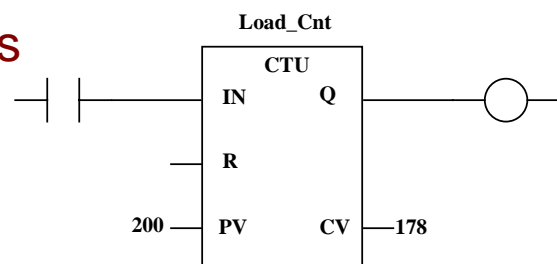 Load_Cnt
s
CTU
IN Q
R
200 PV CV 178